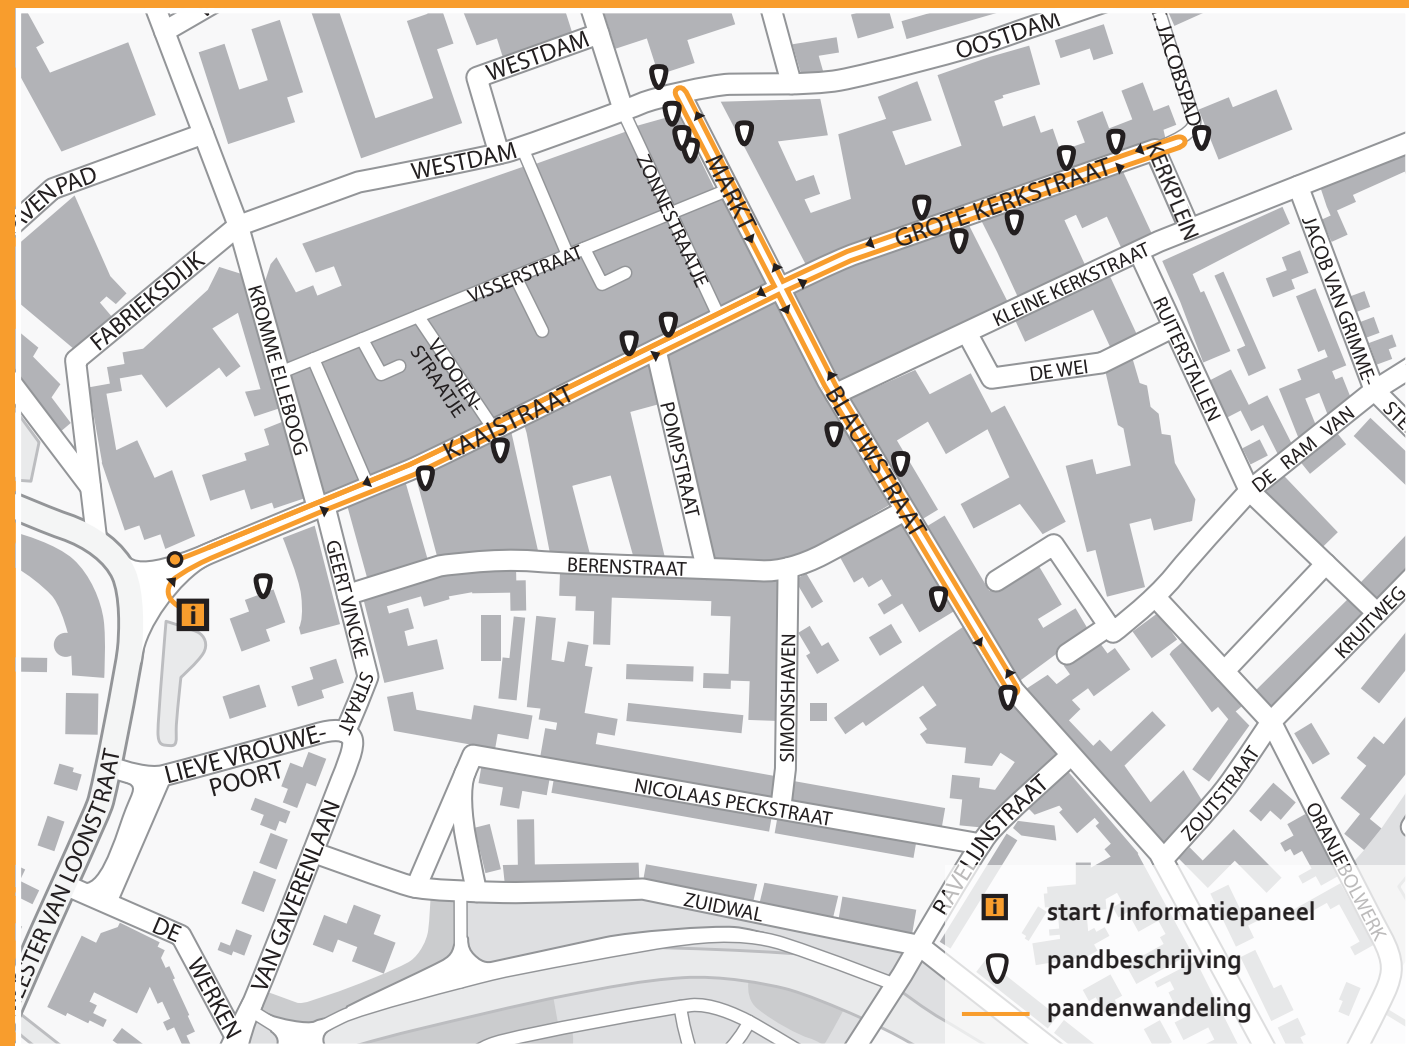 WESTDAM
OOSTDAM
JACOBSPAD
WESTDAM
ZONNESTRAATJE
MARKT
GROTE KERKSTRAAT
KERKPLEIN
FABRIEKSDIJK
KROMME ELLEBOOG
VISSERSTRAAT
VLOOIEN-
STRAATJE
KLEINE KERKSTRAAT
JACOB VAN GRIMME-
RUITERSTALLEN
DE WEI
KAAISTRAAT
POMPSTRAAT
BLAUWSTRAAT
DE RAM VAN
GEERT VINCKE STRAAT
BERENSTRAAT
i
SIMONSHAVEN
KRUITWEG
LIEVE VROUWE-
POORT
NICOLAAS PECKSTRAAT
ZOUTSTRAAT
RAVELIJNSTRAAT
ORANJEBOLWERK
VAN GAVERENLAAN
ZUIDWAL
DE
WERKEN
i start / informatiepaneel
pandbeschrijving
pandenwandeling